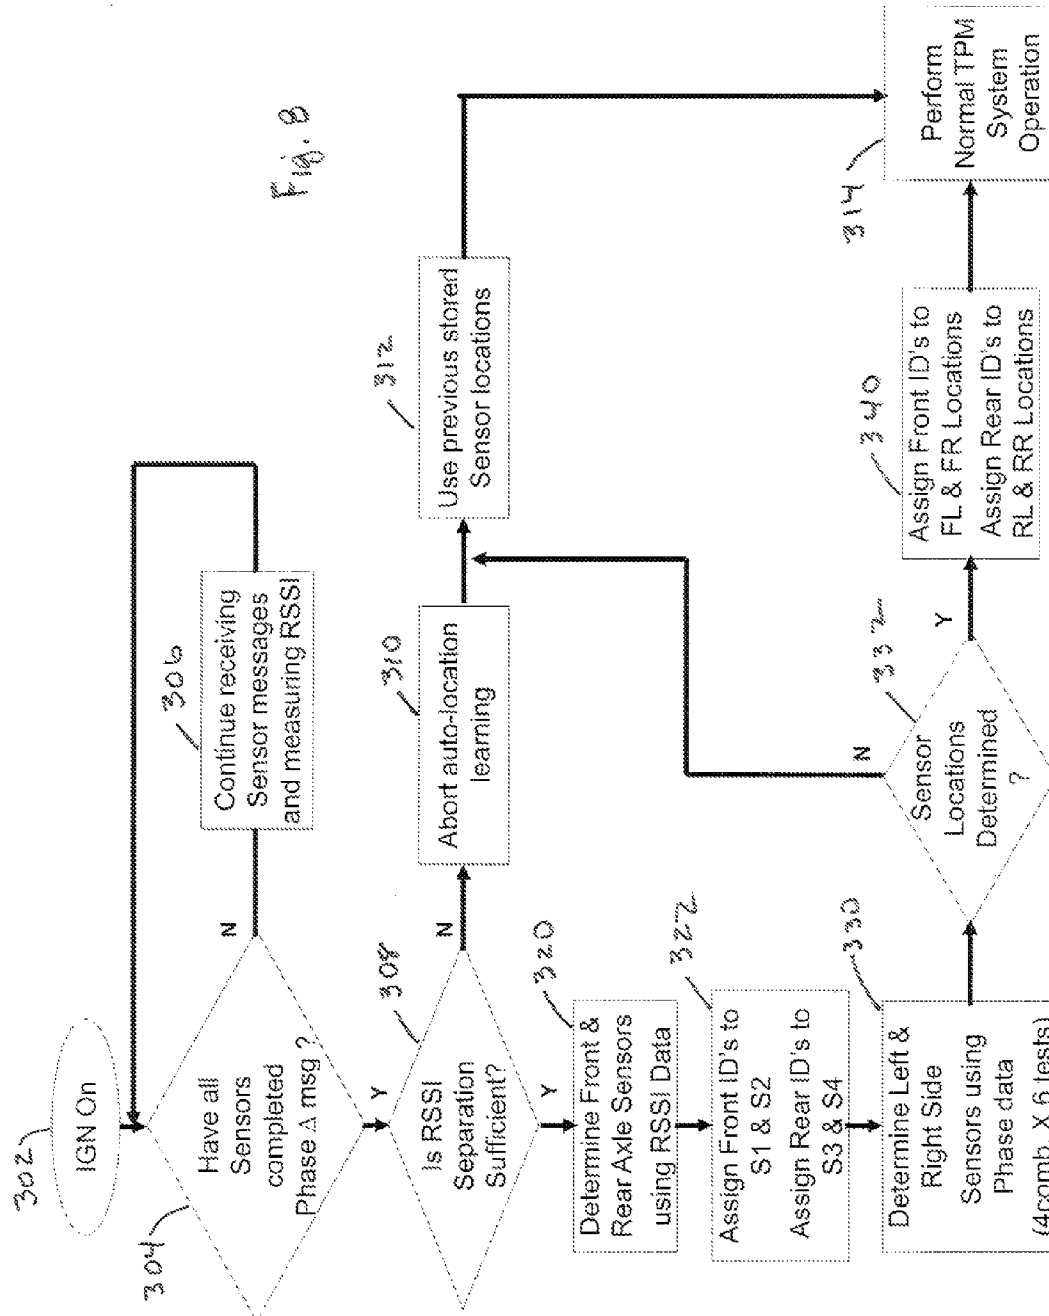 Fig. 8
302
IGN On
304
Have all
Sensors
completed
Phase Δ msg ?
N
Y
306
Continue receiving
Sensor messages
and measuring RSSI
308
Is RSSI
Separation
Sufficient?
N
Y
310
Abort auto-location
learning
312
Use previous stored
Sensor locations
320
Determine Front &
Rear Axle Sensors
using RSSI Data
322
Assign Front ID's to
S1 & S2
Assign Rear ID's to
S3 & S4
330
Determine Left &
Right Side
Sensors using
Phase data
(4comb. X 6 tests)
332
Sensor
Locations
Determined
?
N
Y
340
Assign Front ID's to
FL & FR Locations
Assign Rear ID's to
RL & RR Locations
314
Perform
Normal TPM
System
Operation